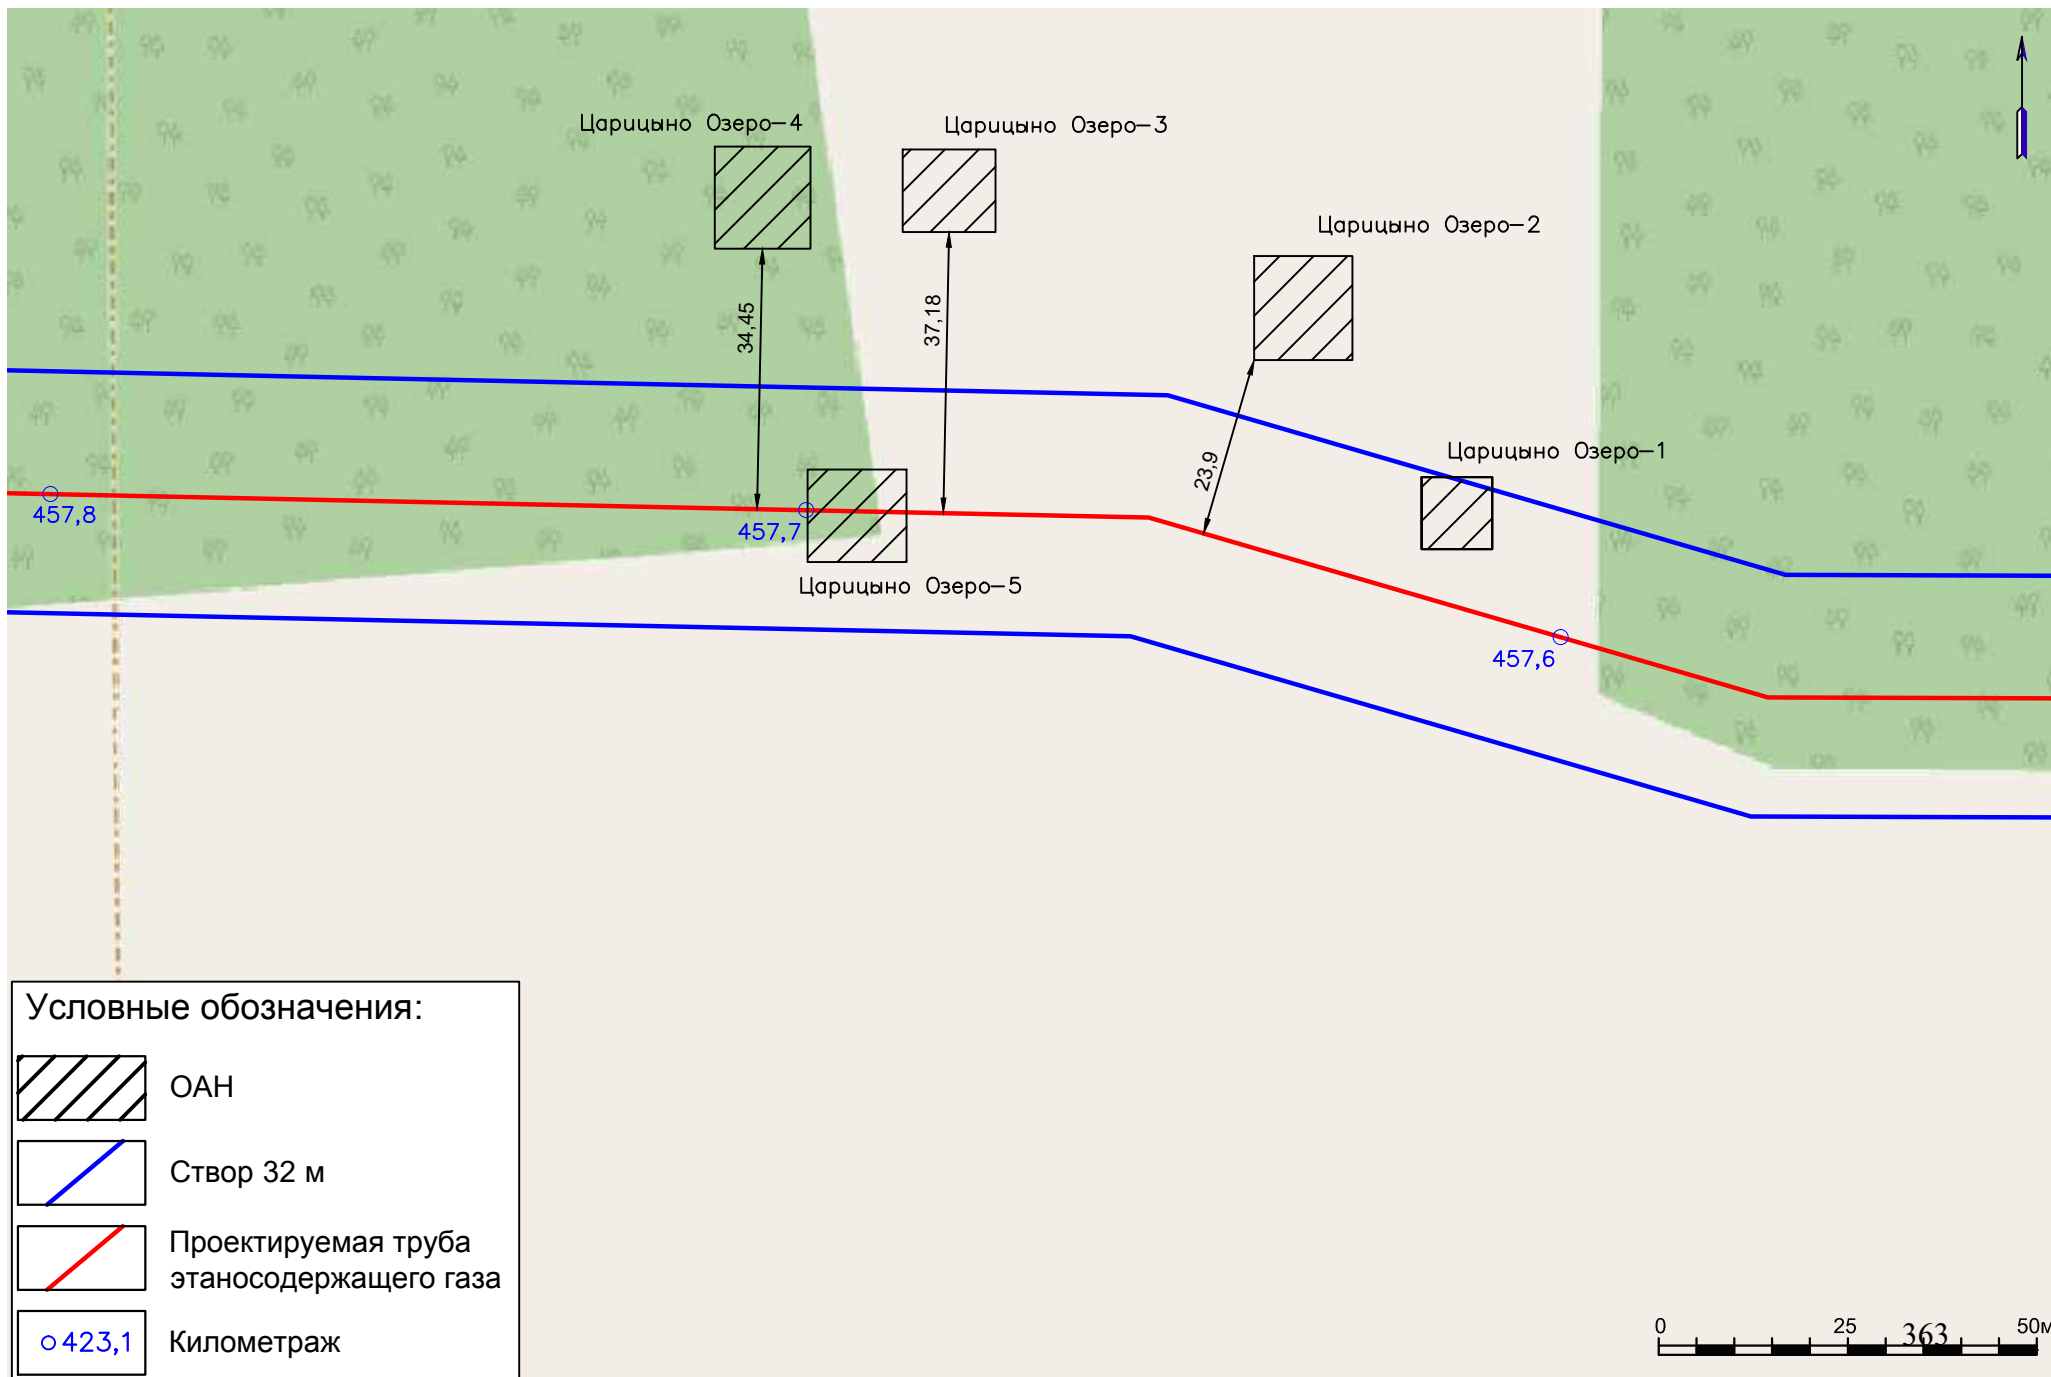 Царицыно Озеро-4
Царицыно Озеро-3
Царицыно Озеро-2
34,45
37,18
23,9
Царицыно Озеро-1
457,8
457,7
Царицыно Озеро-5
457,6
Условные обозначения:
ОАН
Створ 32 м
Проектируемая труба
этаносодержащего газа
423,1 Километраж
0 25 50м
363